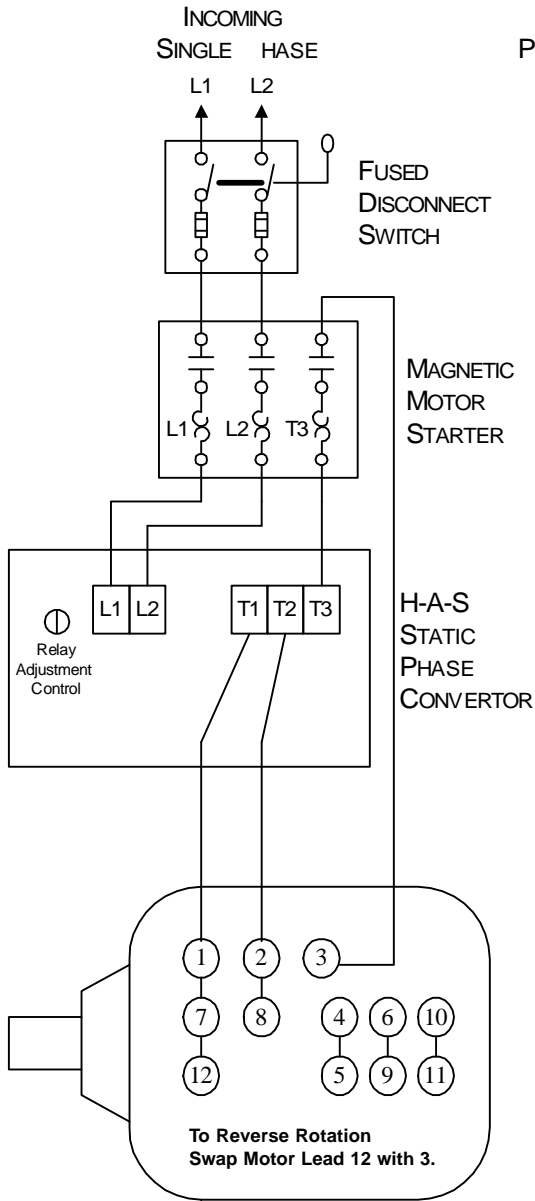 INCOMING
SINGLE HASE
P
L1 L2
FUSED
DISCONNECT
SWITCH
MAGNETIC
MOTOR
STARTER
L1 L2 T3
L1 L2 T1 T2 T3
Relay
Adjustment
Control
H-A-S
STATIC
PHASE
CONVERTOR
1 2 3
7 8 4 6 10
12 5 9 11
To Reverse Rotation
Swap Motor Lead 12 with 3.